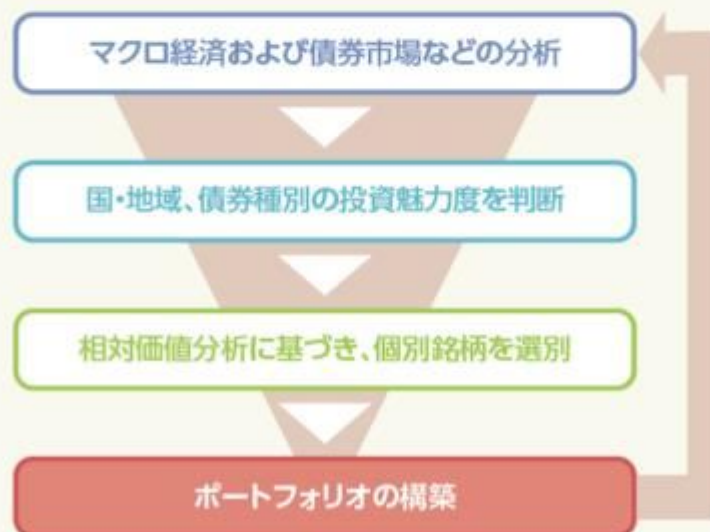 マクロ経済および債券市場などの分析
国・地域、債券種別の投資魅力度を判断
相対価値分析に基づき、個別銘柄を選別
ポートフォリオの構築